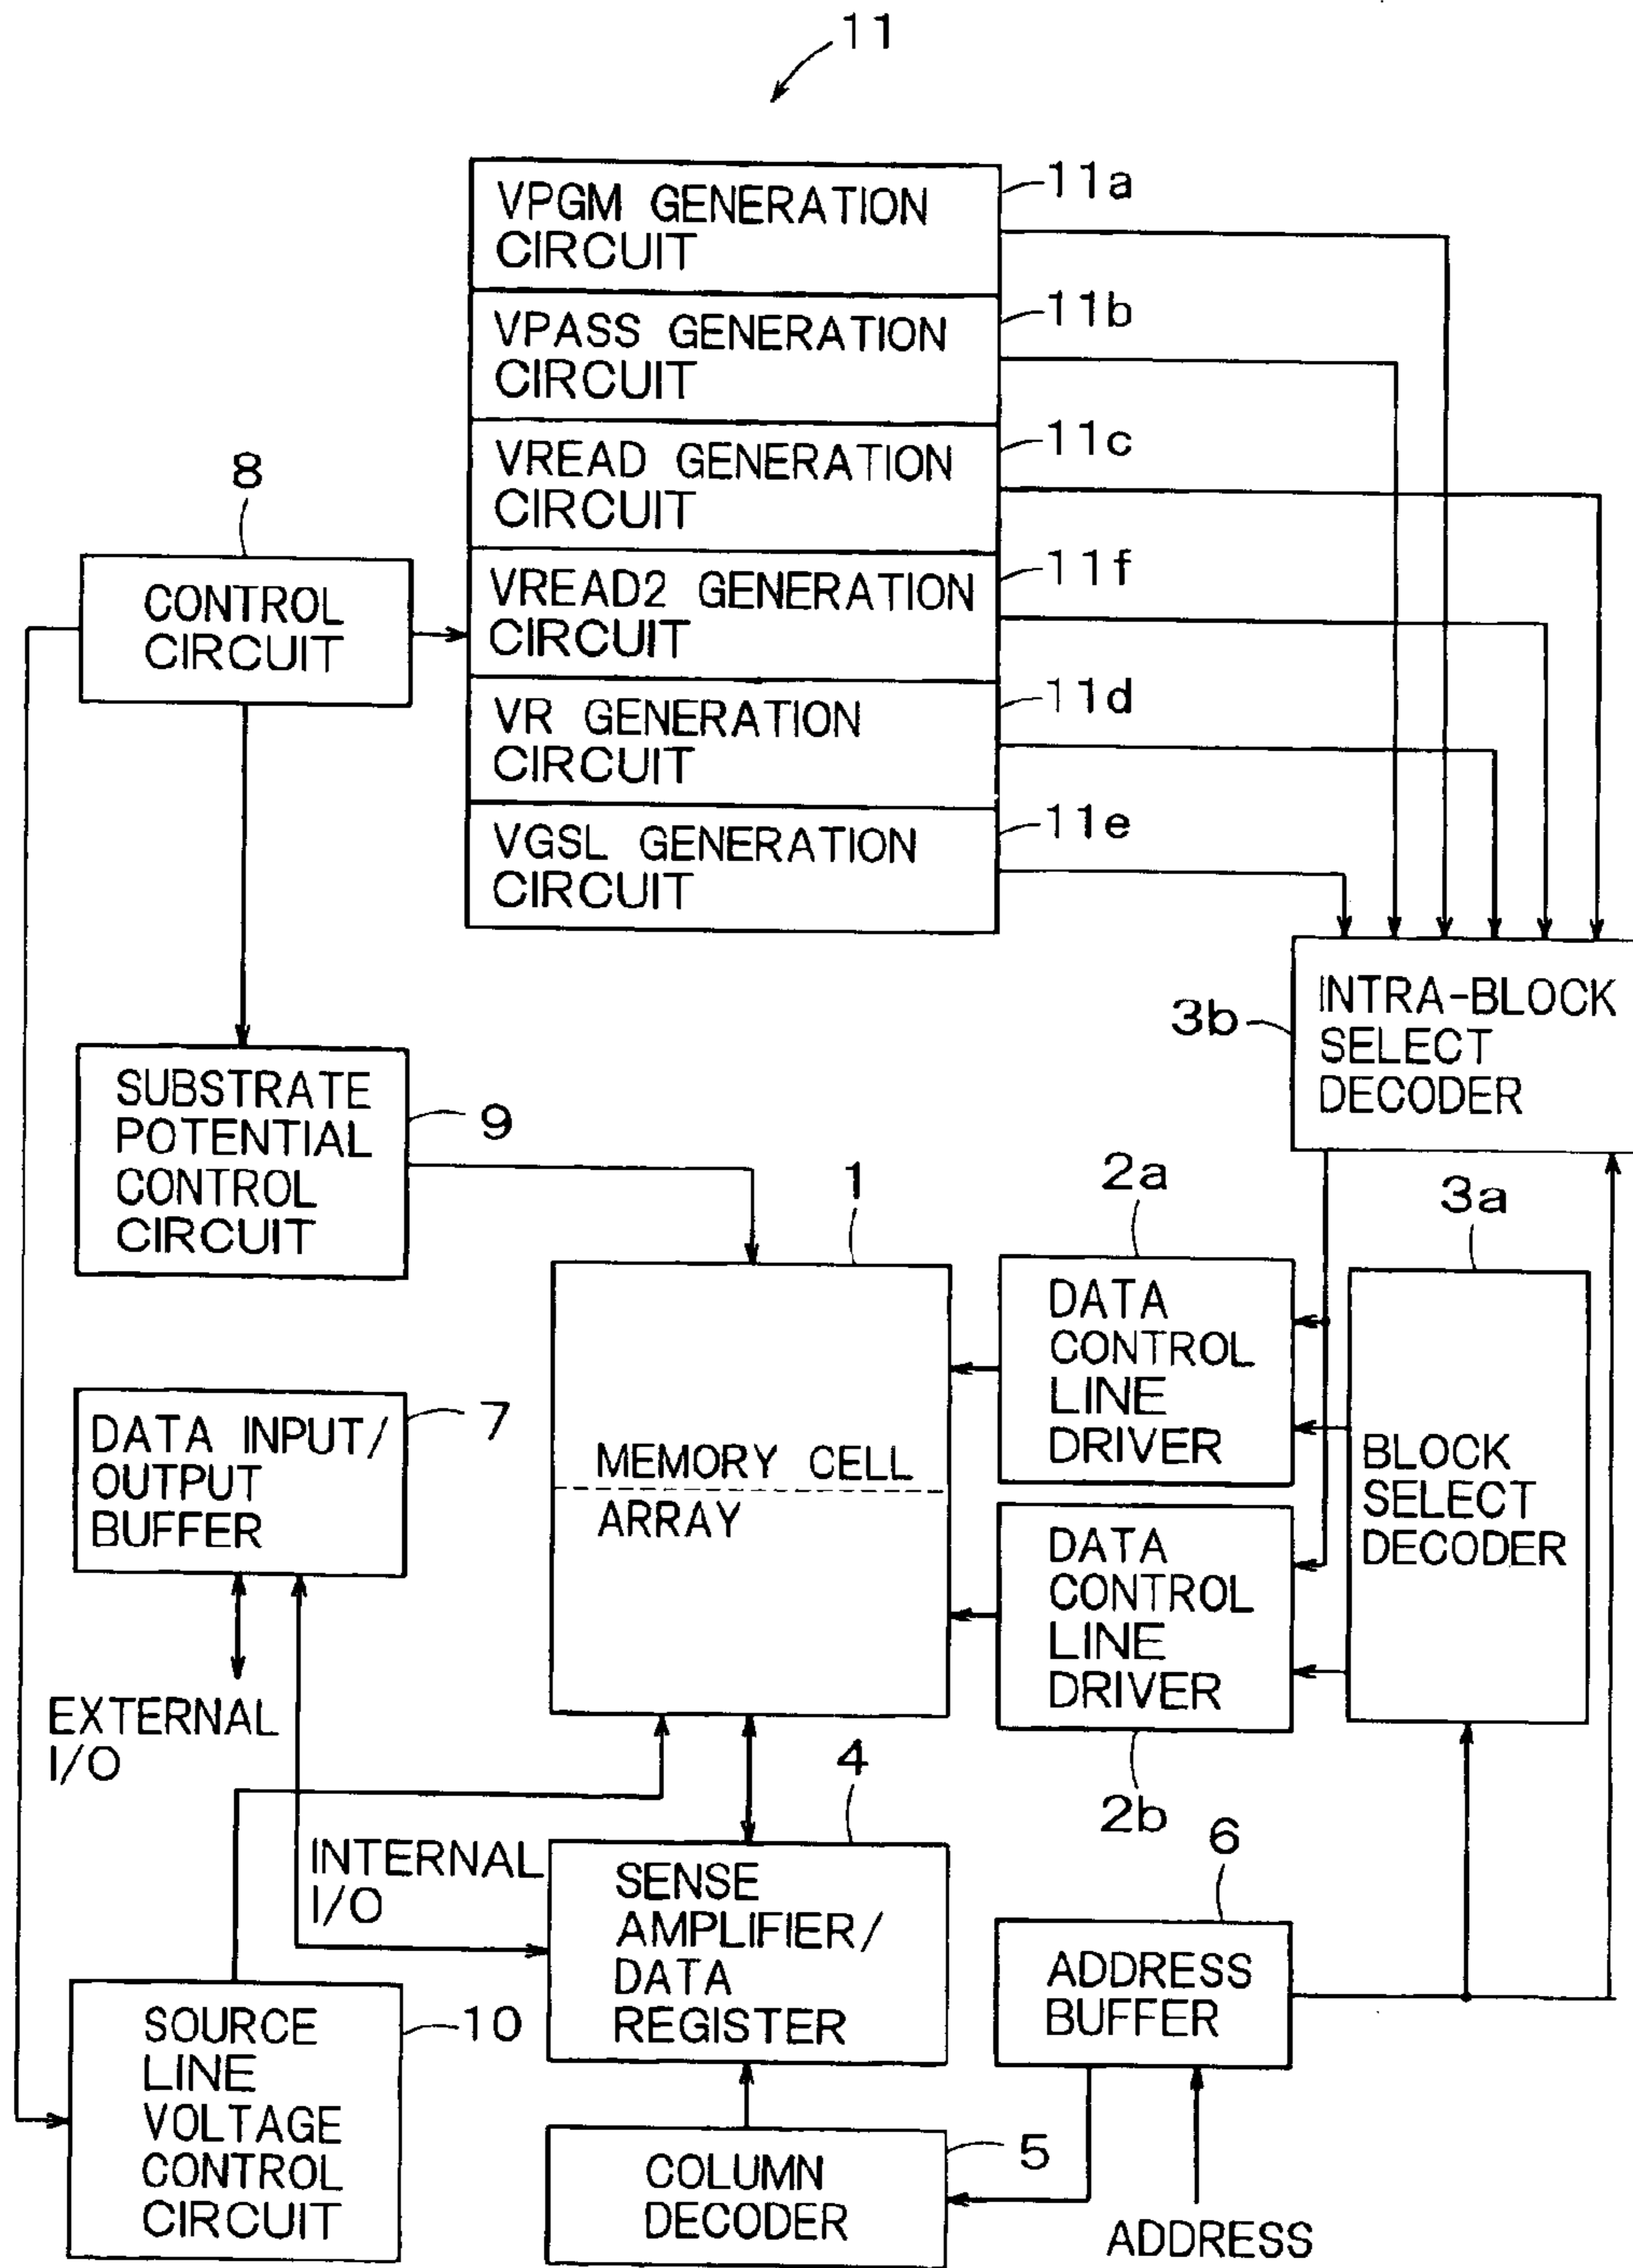 11
VPGM GENERATION
CIRCUIT
11a
VPASS GENERATION
CIRCUIT
11b
VREAD GENERATION
CIRCUIT
11c
VREAD2 GENERATION
CIRCUIT
11f
VR GENERATION
CIRCUIT
11d
VGSL GENERATION
CIRCUIT
11e
8
CONTROL
CIRCUIT
3b
INTRA-BLOCK
SELECT
DECODER
SUBSTRATE
POTENTIAL
CONTROL
CIRCUIT
9
1
MEMORY CELL
ARRAY
2a
DATA
CONTROL
LINE
DRIVER
3a
BLOCK
SELECT
DECODER
DATA INPUT/
OUTPUT
BUFFER
7
DATA
CONTROL
LINE
DRIVER
2b
EXTERNAL
I/O
INTERNAL
I/O
4
SENSE
AMPLIFIER/
DATA
REGISTER
6
ADDRESS
BUFFER
SOURCE
LINE
VOLTAGE
CONTROL
CIRCUIT
10
COLUMN
DECODER
5
ADDRESS